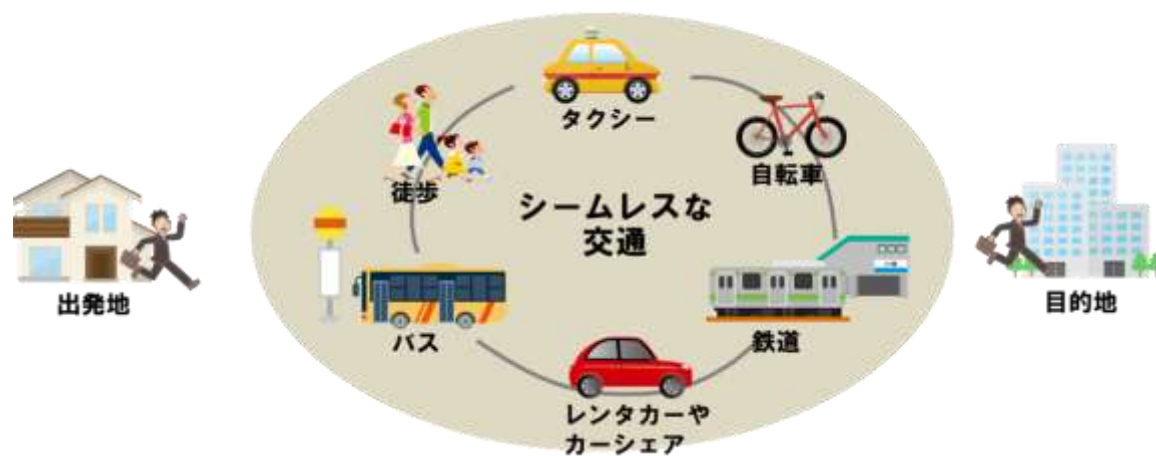 タクシー
自転車
徒歩
シームレスな
交通
出発地
目的地
バス
鉄道
レンタカーや
カーシェア